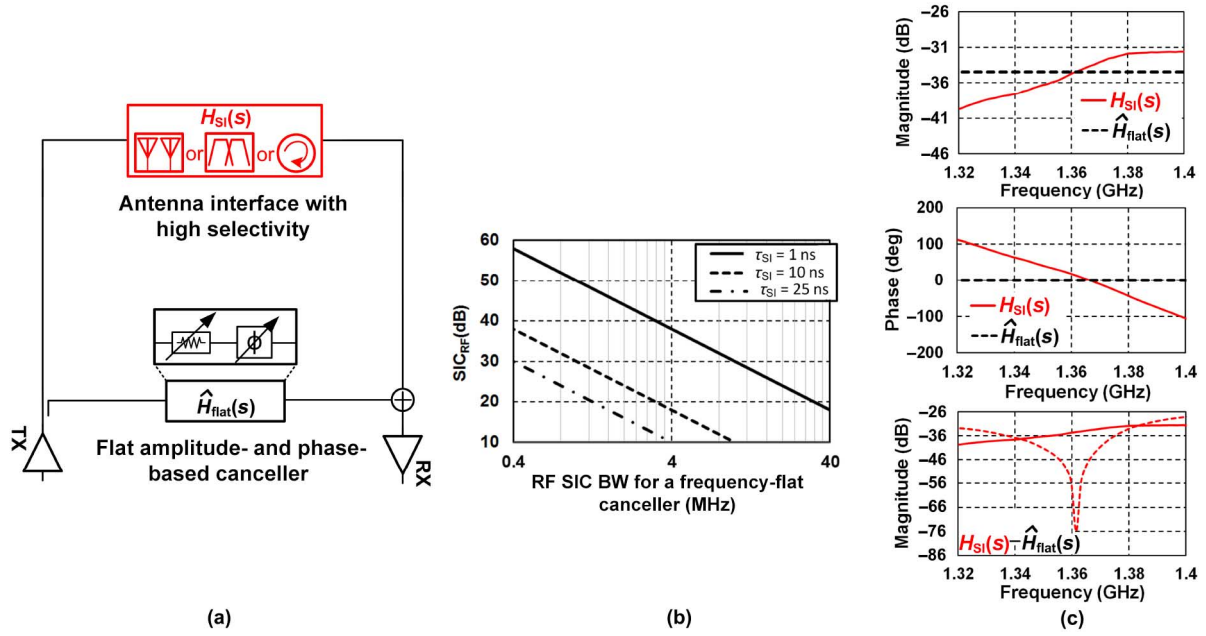 H_SI(s)
or
or
Antenna interface with
high selectivity
ϕ
Ĥ_flat(s)
TX
RX
Flat amplitude- and phase-
based canceller
(a)
SIC_RF(dB)
60
50
40
30
20
10
τ_SI = 1 ns
τ_SI = 10 ns
τ_SI = 25 ns
0.4
4
40
RF SIC BW for a frequency-flat
canceller (MHz)
(b)
Magnitude (dB)
−26
−31
−36
−41
−46
H_SI(s)
Ĥ_flat(s)
1.32
1.34
1.36
1.38
1.4
Frequency (GHz)
Phase (deg)
200
100
0
−100
−200
H_SI(s)
Ĥ_flat(s)
1.32
1.34
1.36
1.38
1.4
Frequency (GHz)
Magnitude (dB)
−26
−36
−46
−56
−66
−76
−86
H_SI(s)−Ĥ_flat(s)
1.32
1.34
1.36
1.38
1.4
Frequency (GHz)
(c)